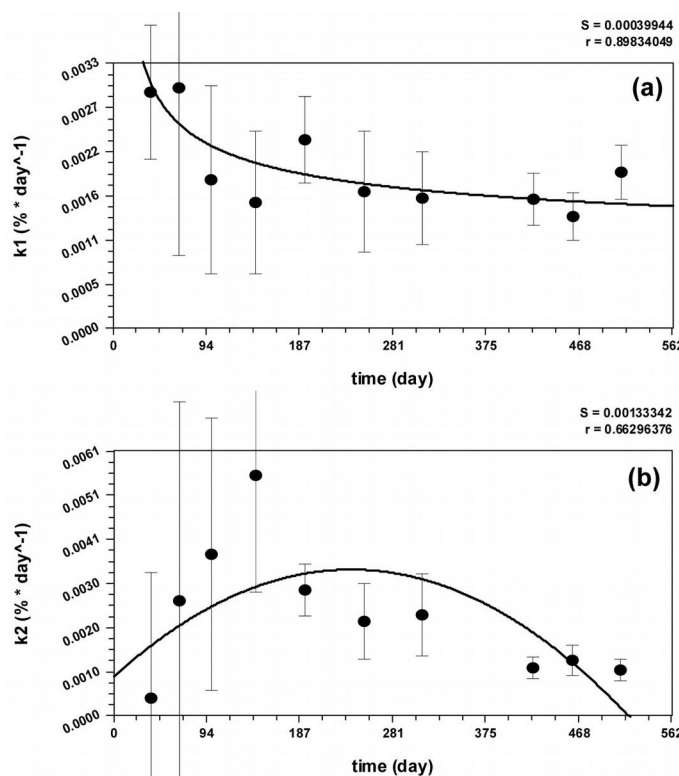 S = 0.00039944
r = 0.89834049
(a)
k1 (% * day^-1)
0.0033
0.0027
0.0022
0.0016
0.0011
0.0005
0.0000
0 94 187 281 375 468 562
time (day)
S = 0.00133342
r = 0.66296376
(b)
k2 (% * day^-1)
0.0061
0.0051
0.0041
0.0030
0.0020
0.0010
0.0000
0 94 187 281 375 468 562
time (day)